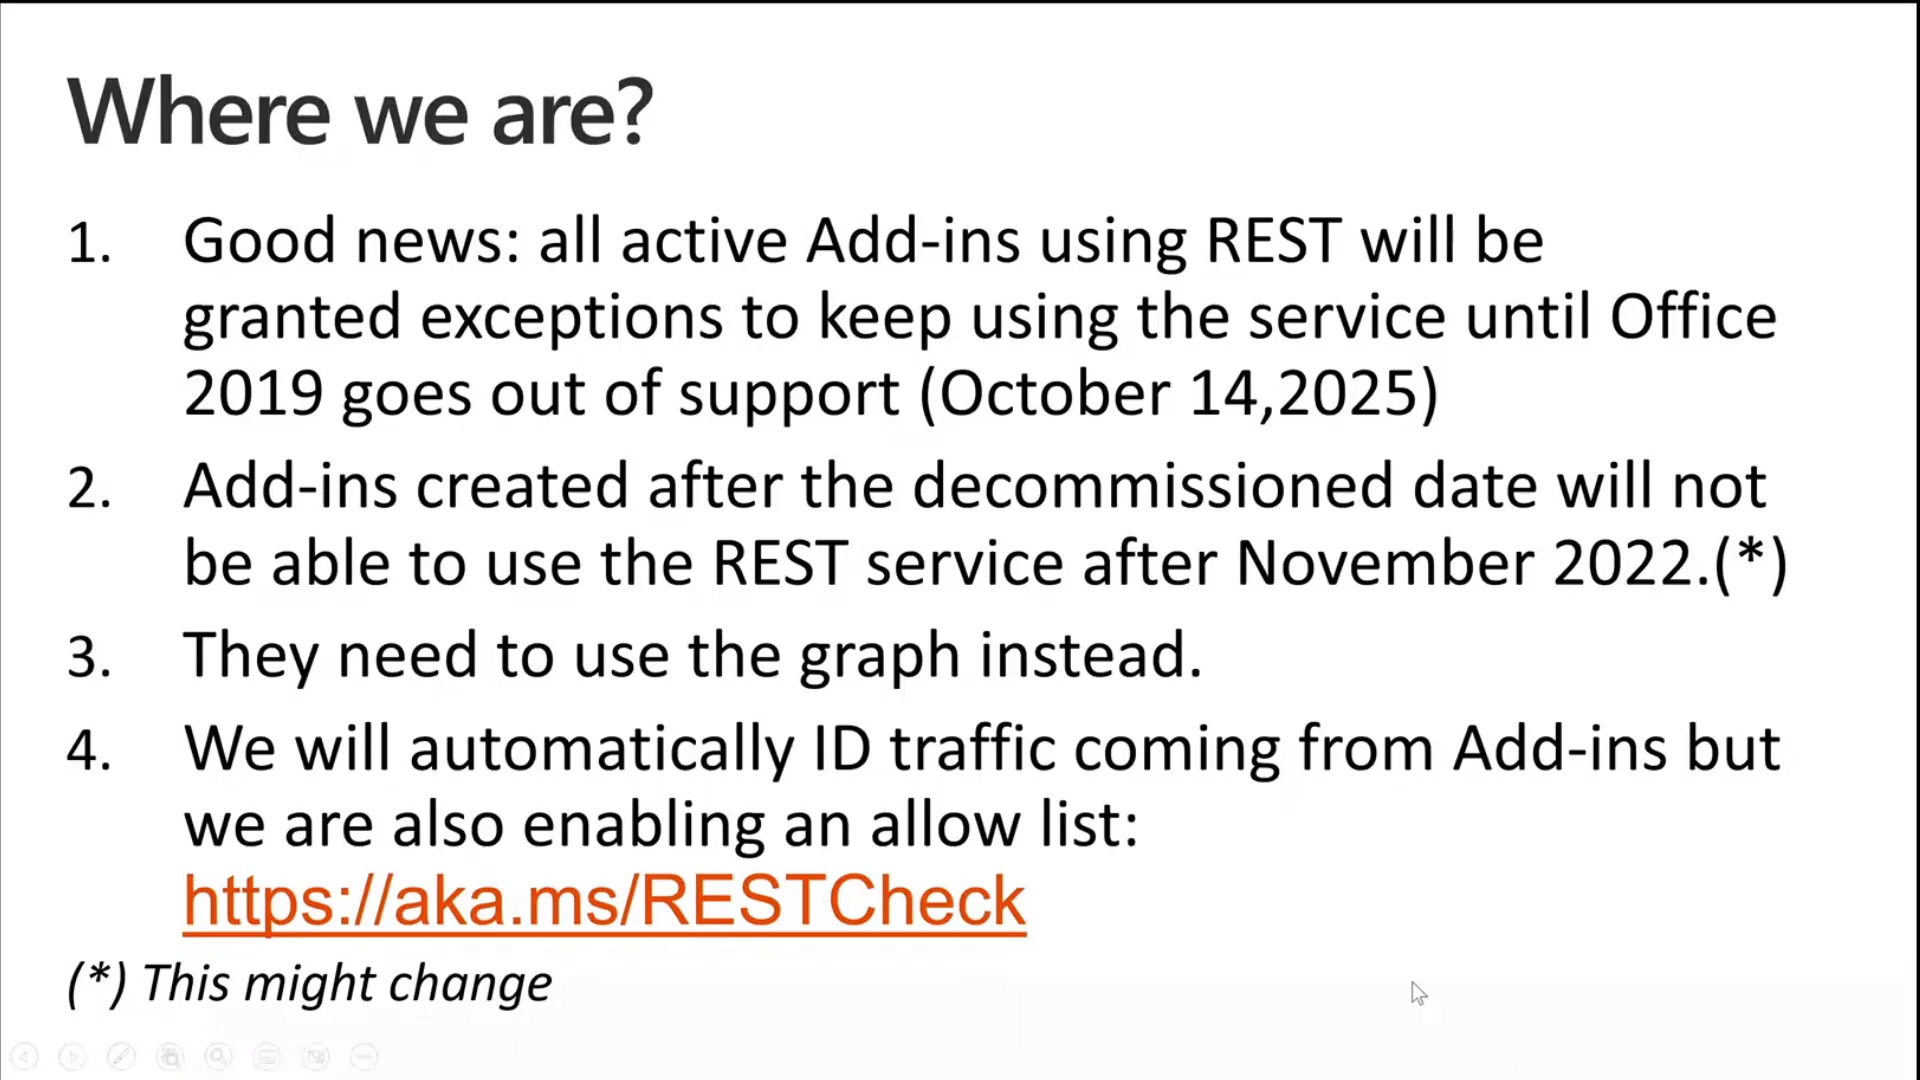 Where we are?
1. Good news: all active Add-ins using REST will be
granted exceptions to keep using the service until Office
2019 goes out of support (October 14,2025)
2. Add-ins created after the decommissioned date will not
be able to use the REST service after November 2022.(*)
3. They need to use the graph instead.
4. We will automatically ID traffic coming from Add-ins but
we are also enabling an allow list:
https://aka.ms/RESTCheck
(*) This might change